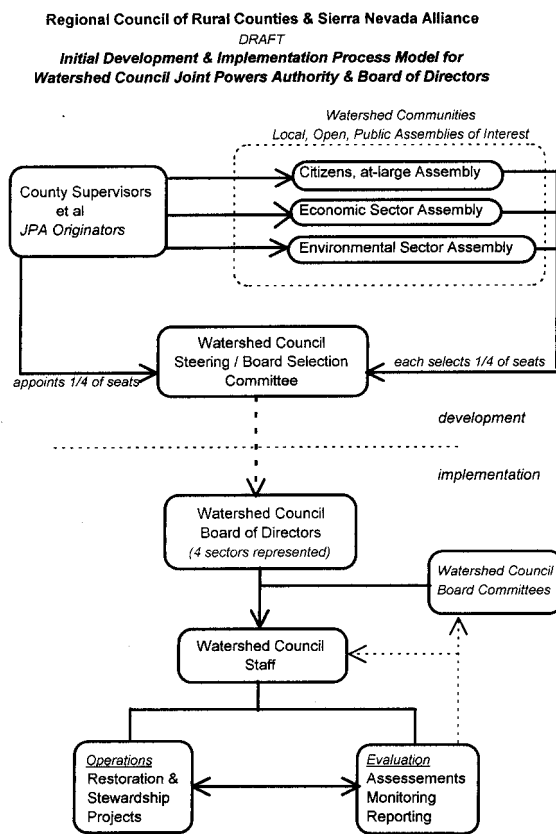 Regional Council of Rural Counties & Sierra Nevada Alliance
DRAFT
Initial Development & Implementation Process Model for
Watershed Council Joint Powers Authority & Board of Directors
Watershed Communities
Local, Open, Public Assemblies of Interest
County Supervisors
et al
JPA Originators
Citizens, at-large Assembly
Economic Sector Assembly
Environmental Sector Assembly
Watershed Council
Steering / Board Selection
Committee
appoints 1/4 of seats
each selects 1/4 of seats
development
implementation
Watershed Council
Board of Directors
(4 sectors represented)
Watershed Council
Board Committees
Watershed Council
Staff
Operations
Restoration &
Stewardship
Projects
Evaluation
Assessements
Monitoring
Reporting